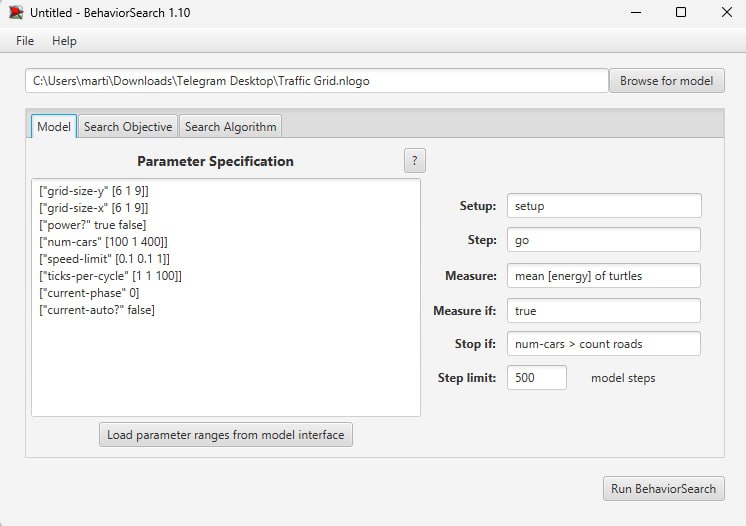 Untitled - BehaviorSearch 1.10
File Help
C:\Users\marti\Downloads\Telegram Desktop\Traffic Grid.nlogo
Browse for model
Model
Search Objective
Search Algorithm
Parameter Specification
?
["grid-size-y" [6 1 9]]
["grid-size-x" [6 1 9]]
["power?" true false]
["num-cars" [100 1 400]]
["speed-limit" [0.1 0.1 1]]
["ticks-per-cycle" [1 1 100]]
["current-phase" 0]
["current-auto?" false]
Load parameter ranges from model interface
Setup: setup
Step: go
Measure: mean [energy] of turtles
Measure if: true
Stop if: num-cars > count roads
Step limit: 500 model steps
Run BehaviorSearch